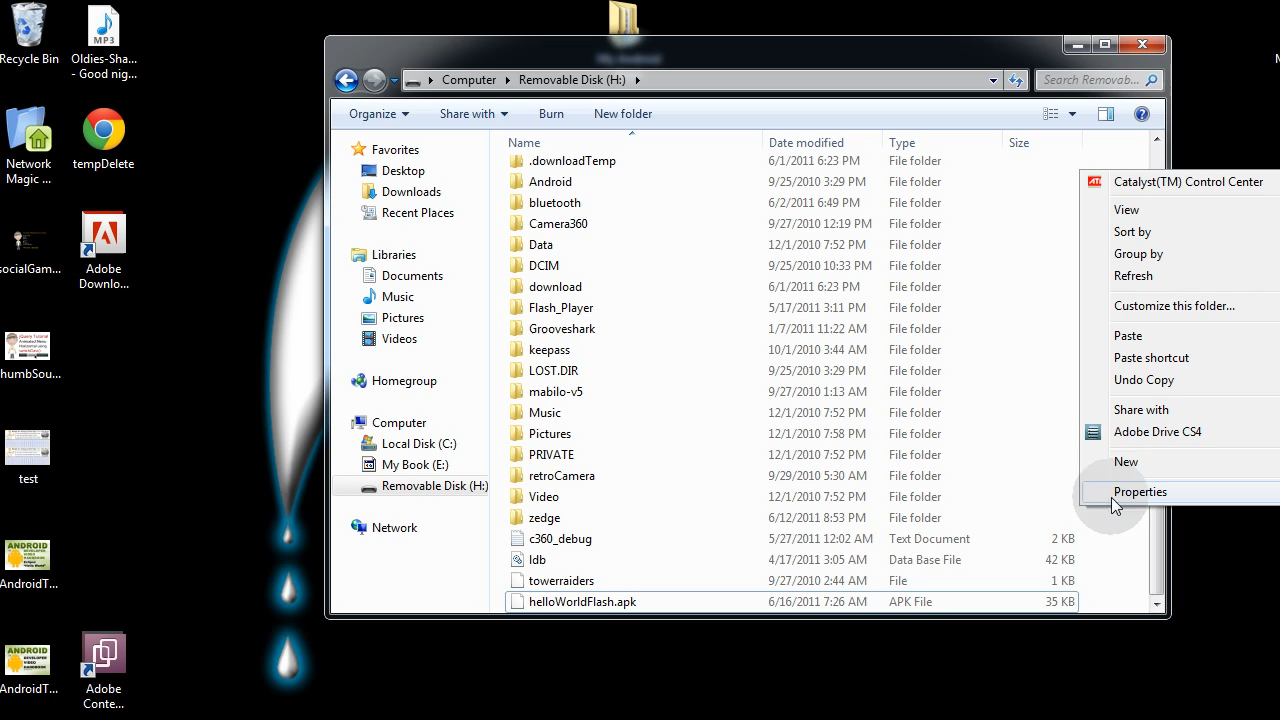 Recycle Bin
Oldies-Sha...
- Good nig...
MP3
Network
Magic ...
tempDelete
socialGam...
Adobe
Downlo...
jQuery Tutorial
humbSou...
test
ANDROID
AndroidT...
ANDROID
AndroidT...
Adobe
Conte...
My Android
Computer
Removable Disk (H:)
Search Removab...
Organize
Share with
Burn
New folder
Favorites
Desktop
Downloads
Recent Places
Libraries
Documents
Music
Pictures
Videos
Homegroup
Computer
Local Disk (C:)
My Book (E:)
Removable Disk (H:)
Network
Name Date modified Type Size
.downloadTemp 6/1/2011 6:23 PM File folder
Android 9/25/2010 3:29 PM File folder
bluetooth 6/2/2011 6:49 PM File folder
Camera360 9/27/2010 12:19 PM File folder
Data 12/1/2010 7:52 PM File folder
DCIM 9/25/2010 10:33 PM File folder
download 6/1/2011 6:23 PM File folder
Flash_Player 5/17/2011 3:11 PM File folder
Grooveshark 1/7/2011 11:22 AM File folder
keepass 10/1/2010 3:44 AM File folder
LOST.DIR 9/25/2010 3:29 PM File folder
mabilo-v5 9/27/2010 1:13 AM File folder
Music 12/1/2010 7:52 PM File folder
Pictures 12/1/2010 7:58 PM File folder
PRIVATE 12/1/2010 7:52 PM File folder
retroCamera 9/29/2010 5:30 AM File folder
Video 12/1/2010 7:52 PM File folder
zedge 6/12/2011 8:53 PM File folder
c360_debug 5/27/2011 12:02 AM Text Document 2 KB
ldb 4/17/2011 3:05 AM Data Base File 42 KB
towerraiders 9/27/2010 2:44 AM File 1 KB
helloWorldFlash.apk 6/16/2011 7:26 AM APK File 35 KB
Catalyst(TM) Control Center
View
Sort by
Group by
Refresh
Customize this folder...
Paste
Paste shortcut
Undo Copy
Share with
Adobe Drive CS4
New
Properties